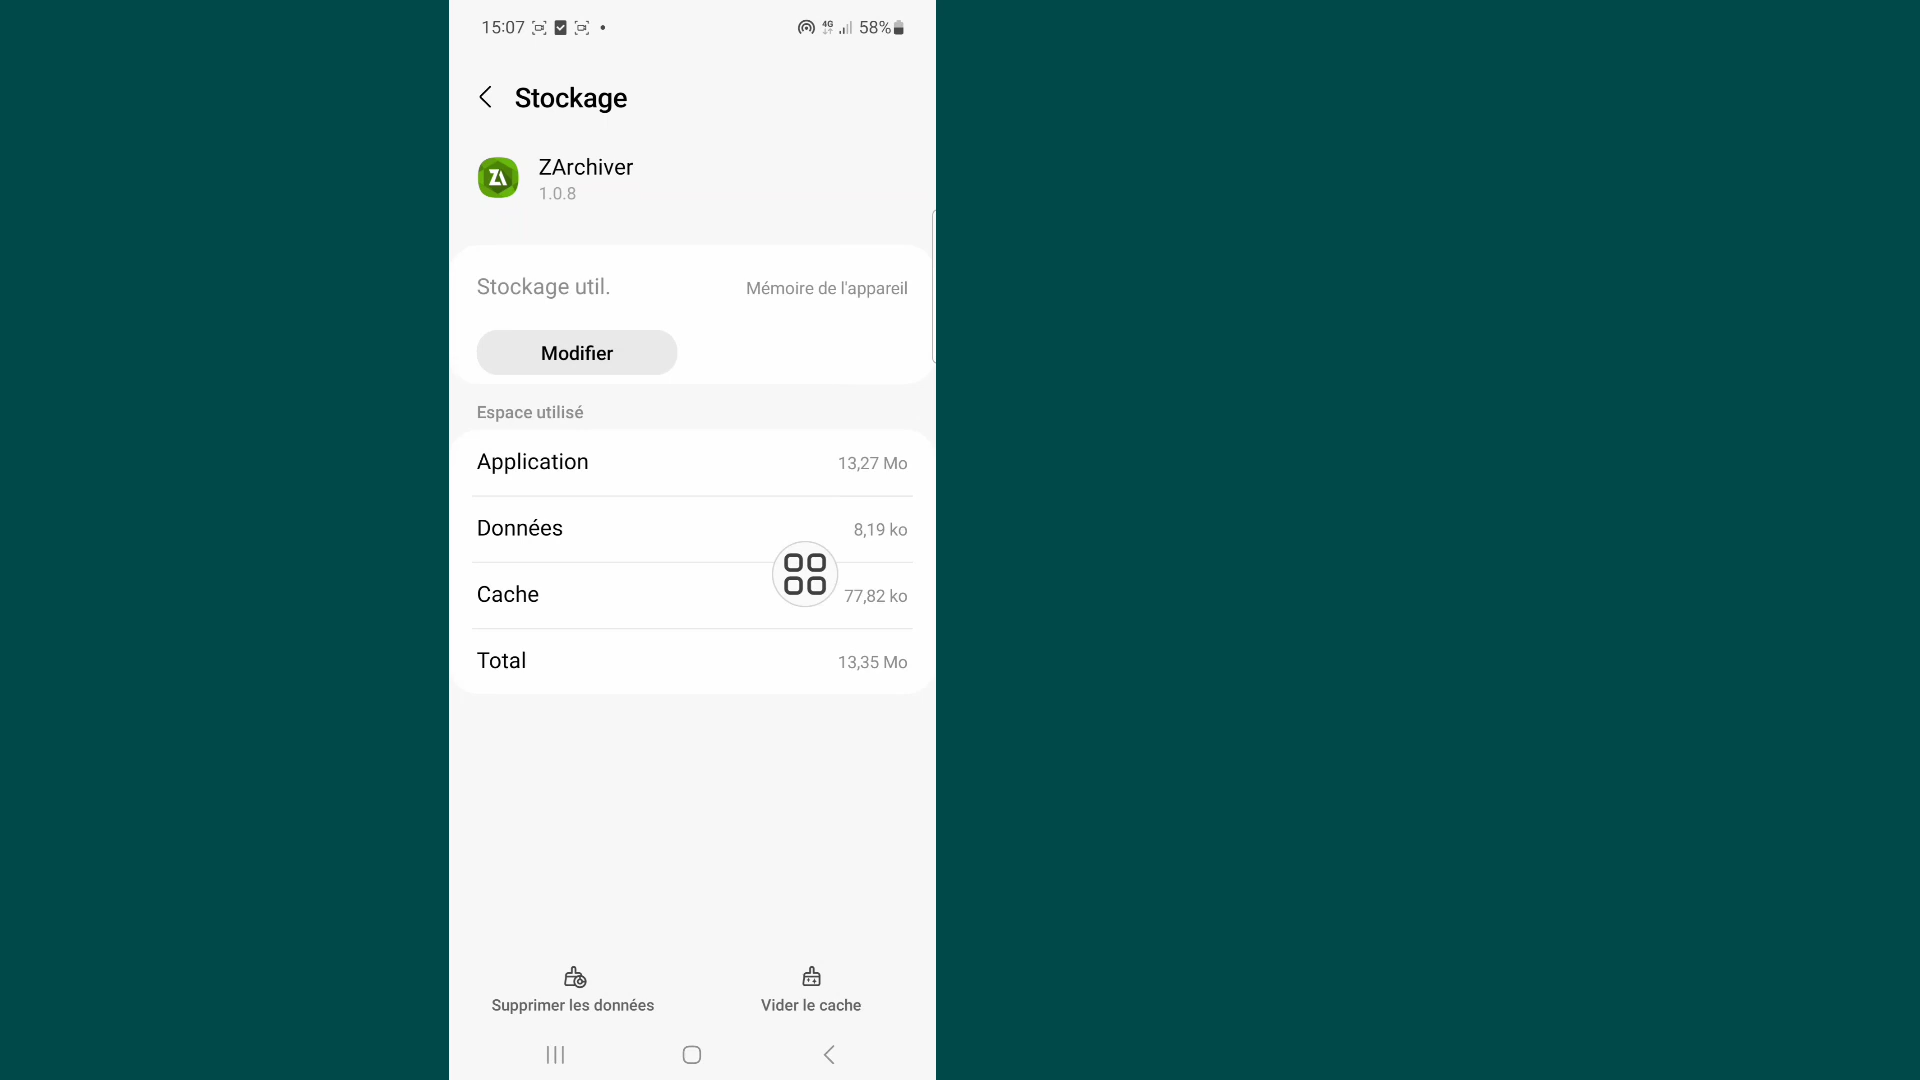 15:07
4G
58%
Stockage
ZA
ZArchiver
1.0.8
Stockage util. Mémoire de l'appareil
Modifier
Espace utilisé
Application 13,27 Mo
Données 8,19 ko
Cache 77,82 ko
Total 13,35 Mo
Supprimer les données Vider le cache